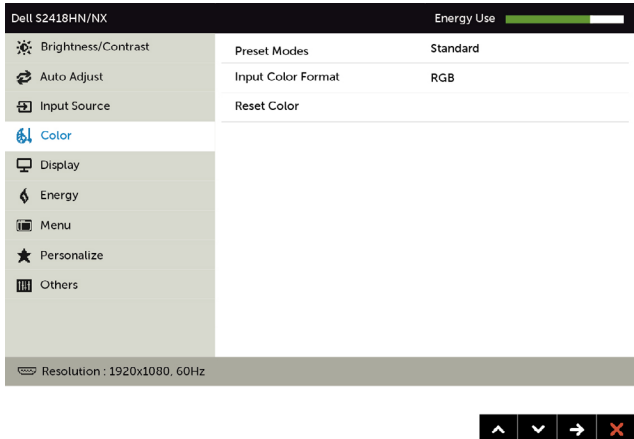 Dell S2418HN/NX Energy Use
Brightness/Contrast
Auto Adjust
Input Source
Color
Display
Energy
Menu
Personalize
Others
Preset Modes Standard
Input Color Format RGB
Reset Color
Resolution : 1920x1080, 60Hz